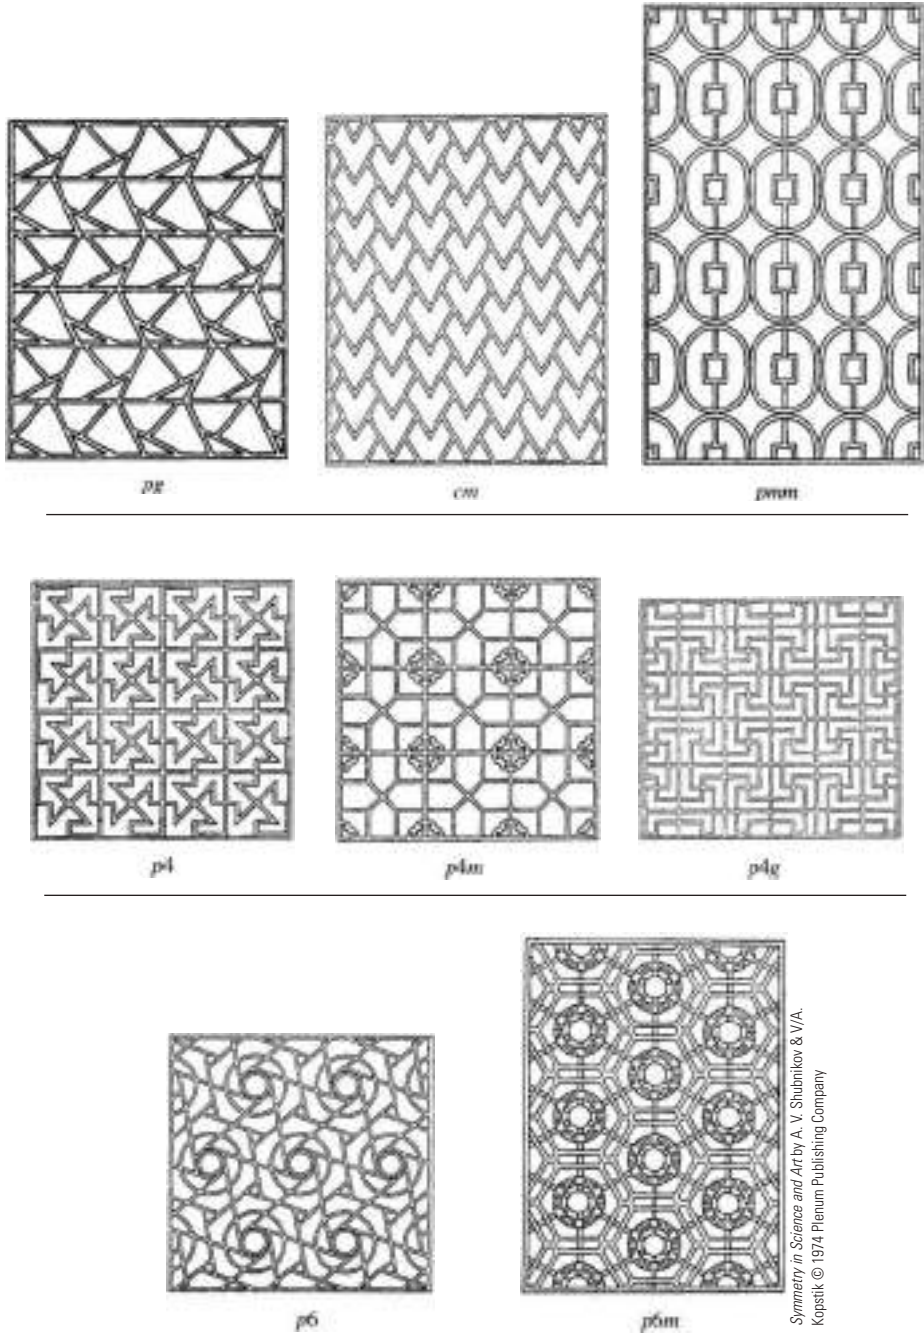 pg
cm
pmm
p4
p4m
p4g
p6
p6m
Symmetry in Science and Art by A. V. Shubnikov & V/A.
Kopstik © 1974 Plenum Publishing Company